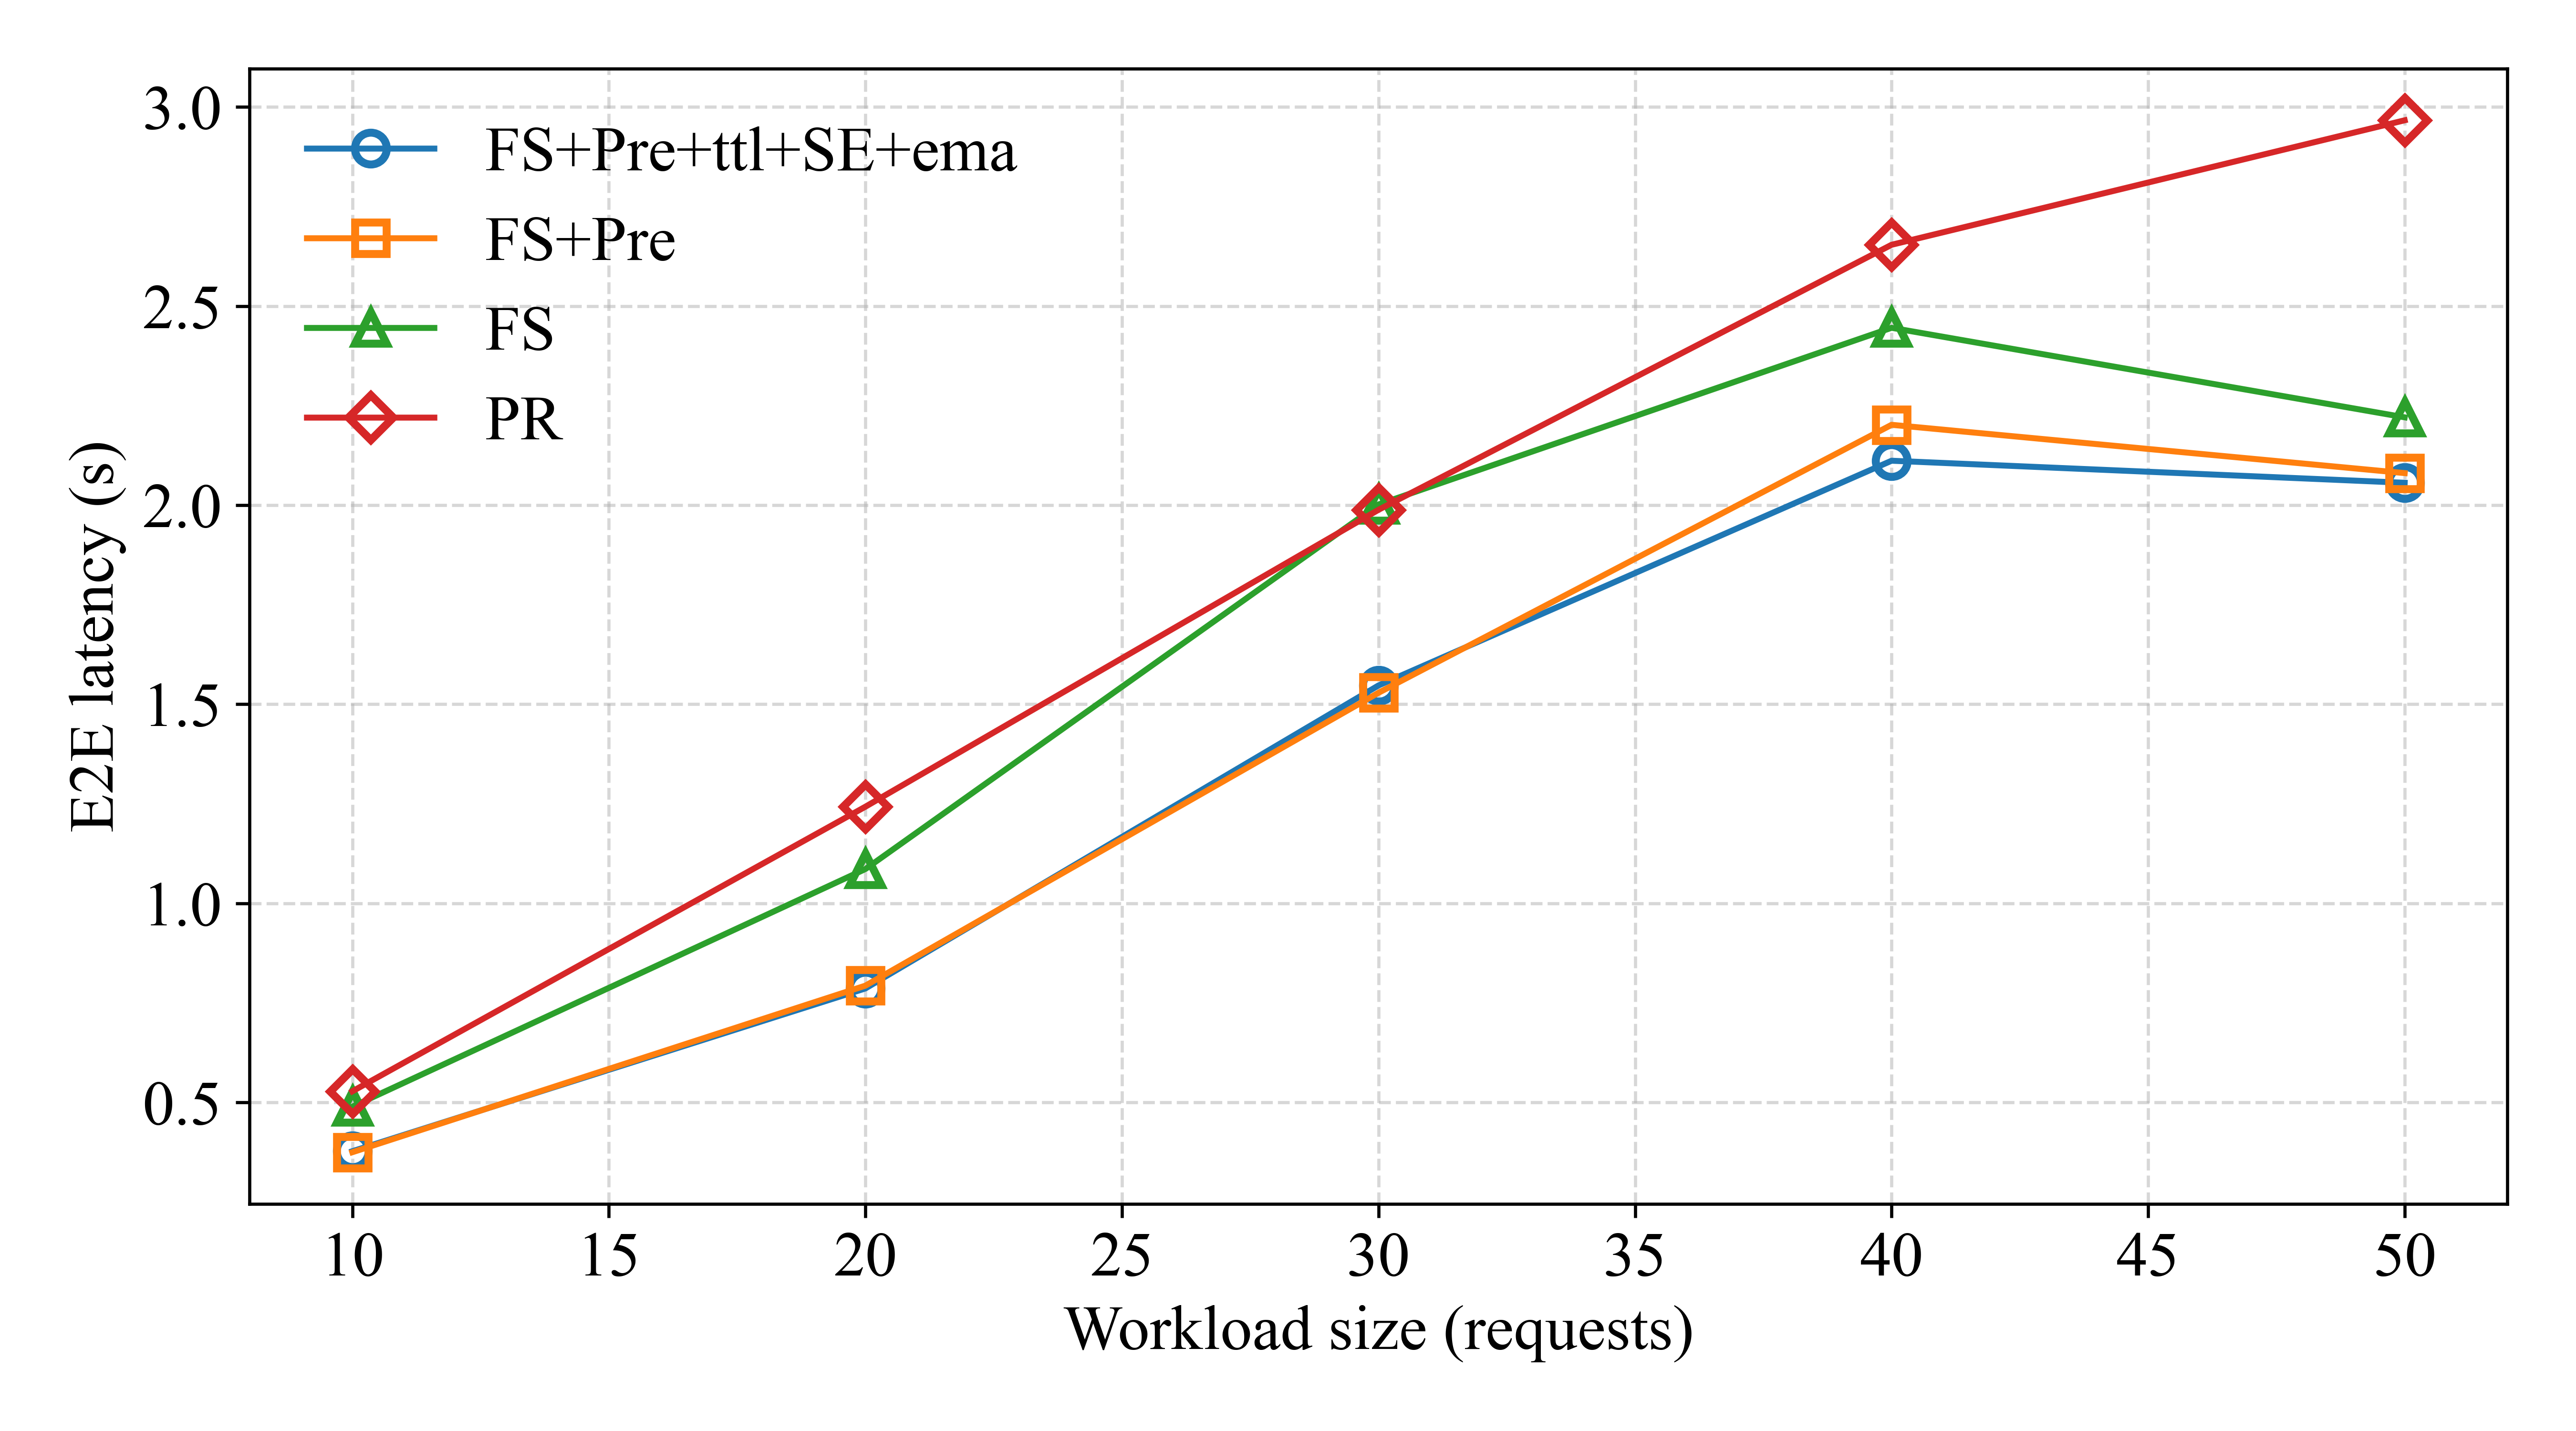 3.0
2.5
2.0
1.5
1.0
0.5
E2E latency (s)
FS+Pre+ttl+SE+ema
FS+Pre
FS
PR
10 15 20 25 30 35 40 45 50
Workload size (requests)